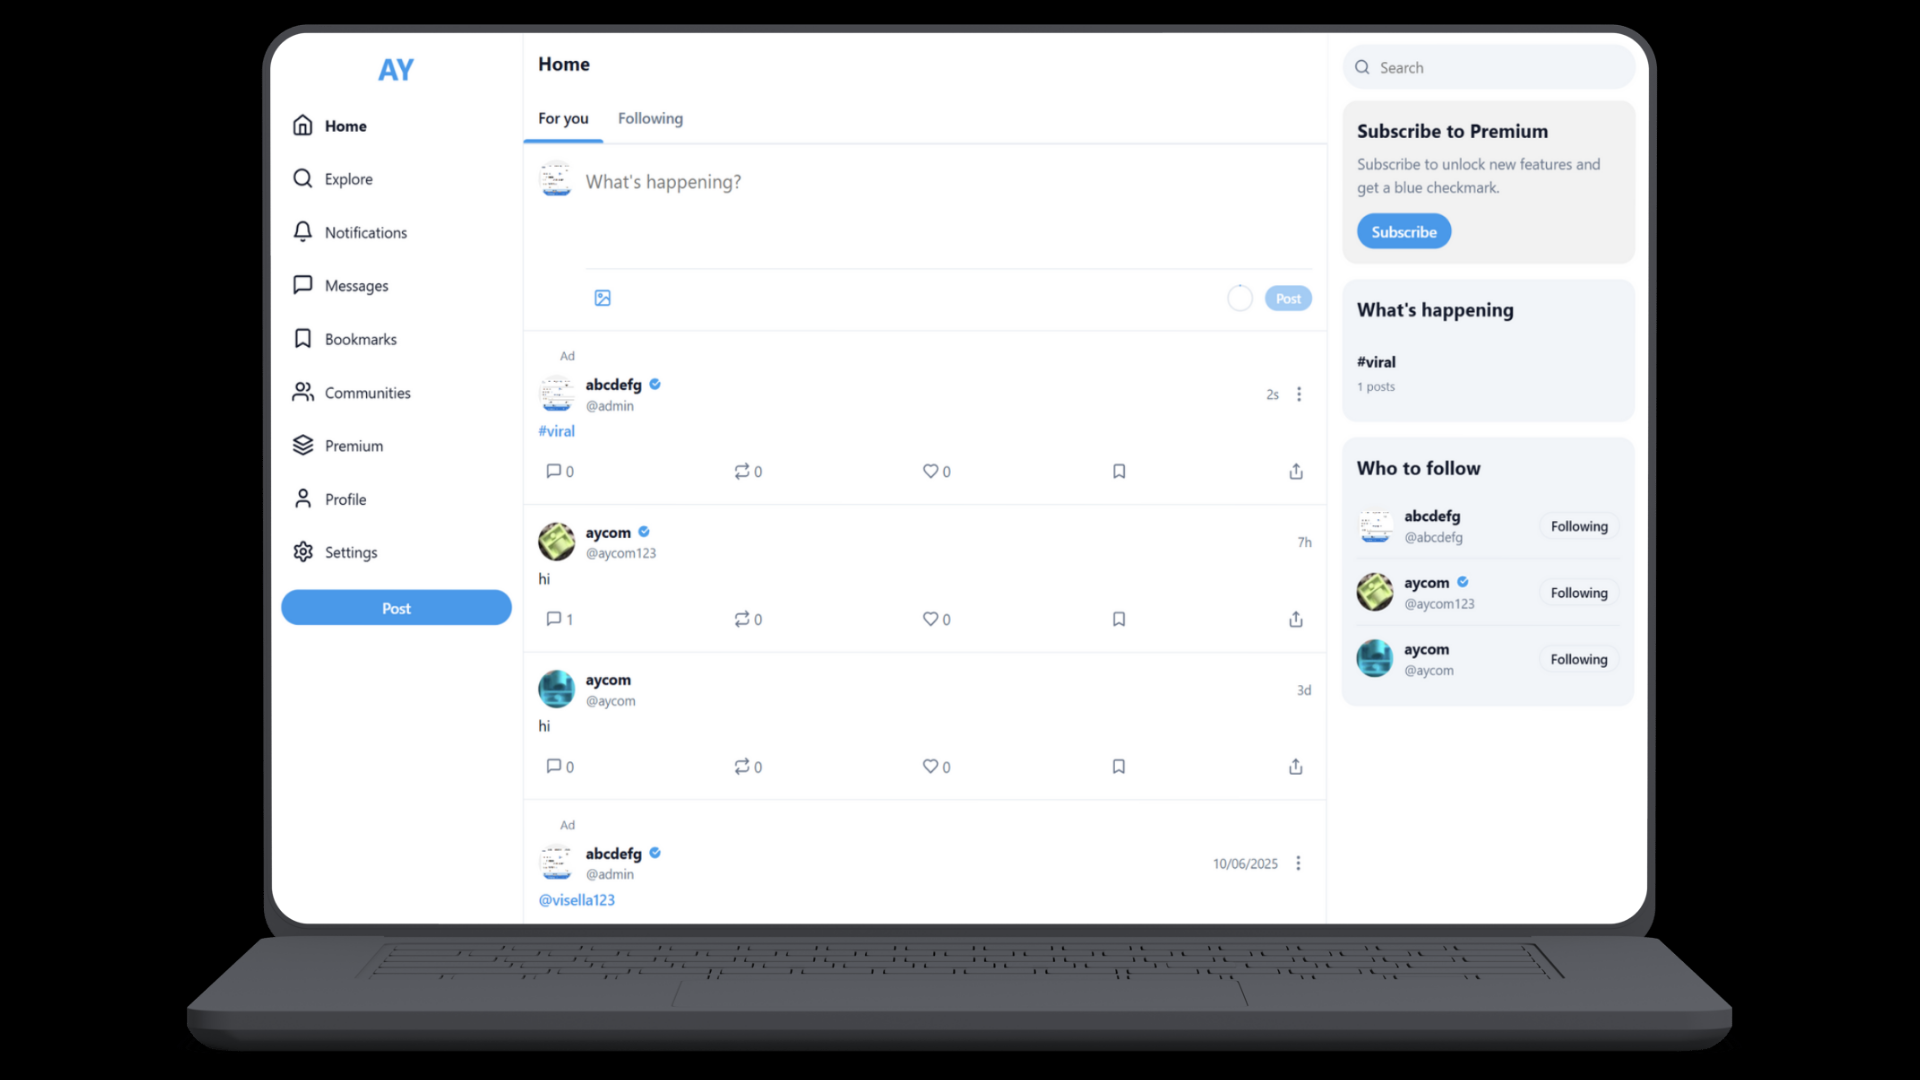 AY
Home
Explore
Notifications
Messages
Bookmarks
Communities
Premium
Profile
Settings
Post
Home
For you Following
What's happening?
Post
Ad
abcdefg
@admin
2s
#viral
0 0 0
aycom
@aycom123
7h
hi
1 0 0
aycom
@aycom
3d
hi
0 0 0
Ad
abcdefg
@admin
10/06/2025
@visella123
Search
Subscribe to Premium
Subscribe to unlock new features and
get a blue checkmark.
Subscribe
What's happening
#viral
1 posts
Who to follow
abcdefg
@abcdefg
Following
aycom
@aycom123
Following
aycom
@aycom
Following